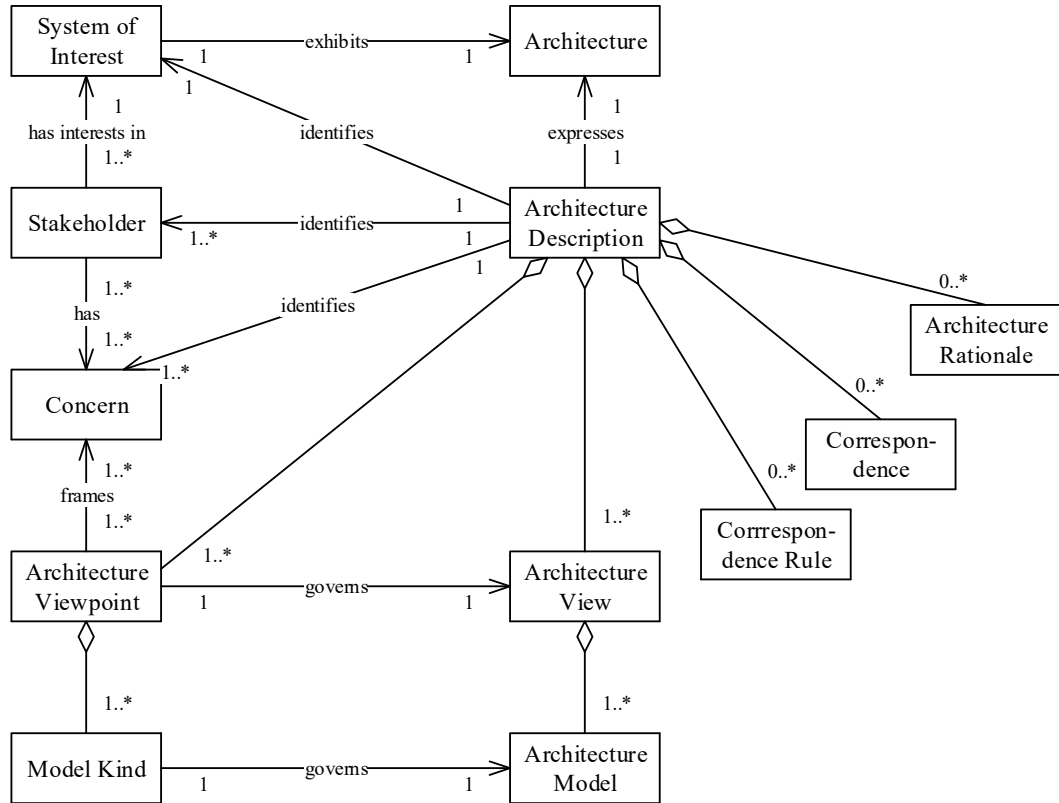 System of
Interest
exhibits
1
1
Architecture
1
1
has interests in
1..*
identifies
1
expresses
1
Stakeholder
1
identifies
1..*
1
Architecture
Description
1..*
has
1..*
1
identifies
1..*
0..*
Architecture
Rationale
Concern
0..*
Correspon-
dence
1..*
frames
1..*
0..*
Corrrespon-
dence Rule
1..*
1..*
Architecture
Viewpoint
governs
1
1
Architecture
View
1..*
1..*
Model Kind
governs
1
1
Architecture
Model